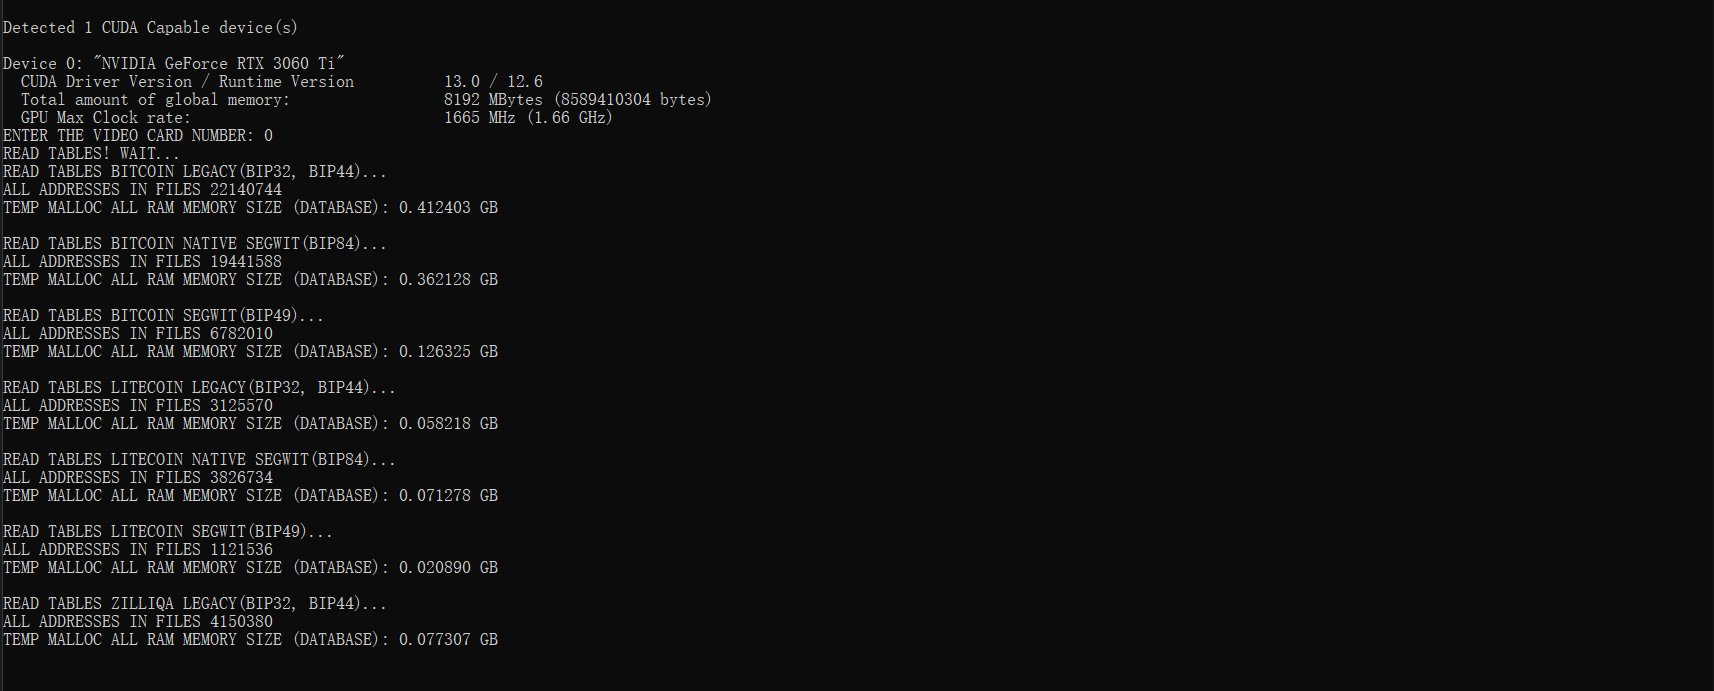 Detected 1 CUDA Capable device(s)
Device 0: "NVIDIA GeForce RTX 3060 Ti"
CUDA Driver Version / Runtime Version 13.0 / 12.6
Total amount of global memory: 8192 MBytes (8589410304 bytes)
GPU Max Clock rate: 1665 MHz (1.66 GHz)
ENTER THE VIDEO CARD NUMBER: 0
READ TABLES! WAIT...
READ TABLES BITCOIN LEGACY(BIP32, BIP44)...
ALL ADDRESSES IN FILES 22140744
TEMP MALLOC ALL RAM MEMORY SIZE (DATABASE): 0.412403 GB
READ TABLES BITCOIN NATIVE SEGWIT(BIP84)...
ALL ADDRESSES IN FILES 19441588
TEMP MALLOC ALL RAM MEMORY SIZE (DATABASE): 0.362128 GB
READ TABLES BITCOIN SEGWIT(BIP49)...
ALL ADDRESSES IN FILES 6782010
TEMP MALLOC ALL RAM MEMORY SIZE (DATABASE): 0.126325 GB
READ TABLES LITECOIN LEGACY(BIP32, BIP44)...
ALL ADDRESSES IN FILES 3125570
TEMP MALLOC ALL RAM MEMORY SIZE (DATABASE): 0.058218 GB
READ TABLES LITECOIN NATIVE SEGWIT(BIP84)...
ALL ADDRESSES IN FILES 3826734
TEMP MALLOC ALL RAM MEMORY SIZE (DATABASE): 0.071278 GB
READ TABLES LITECOIN SEGWIT(BIP49)...
ALL ADDRESSES IN FILES 1121536
TEMP MALLOC ALL RAM MEMORY SIZE (DATABASE): 0.020890 GB
READ TABLES ZILLIQA LEGACY(BIP32, BIP44)...
ALL ADDRESSES IN FILES 4150380
TEMP MALLOC ALL RAM MEMORY SIZE (DATABASE): 0.077307 GB